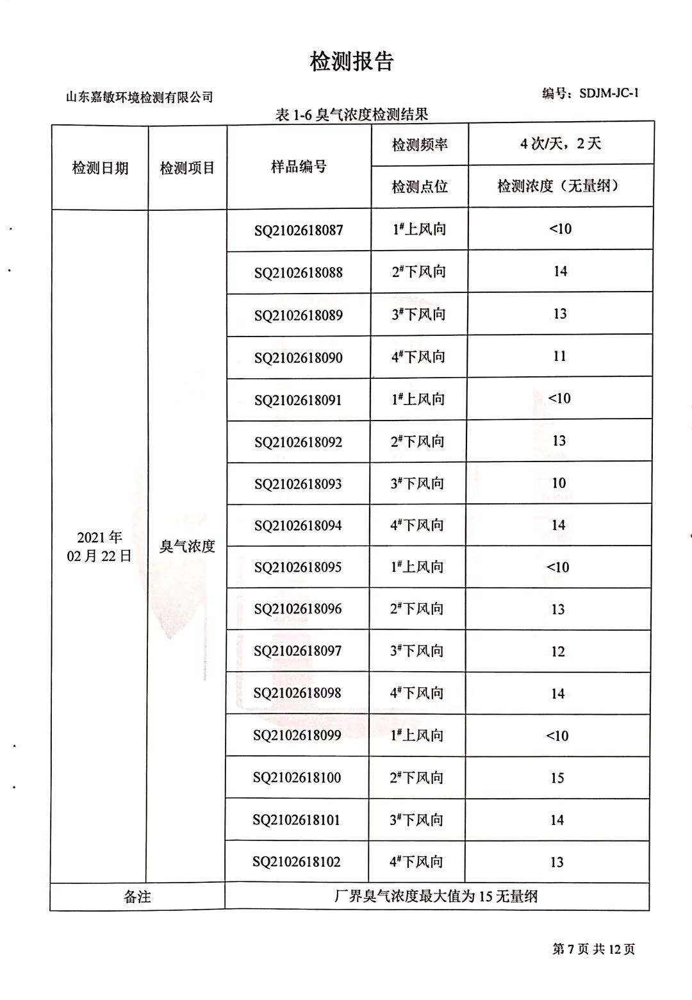 检测报告
山东嘉敏环境检测有限公司
编号：SDJM-JC-1
表 1-6 臭气浓度检测结果
检测日期 检测项目 样品编号 检测频率 4 次/天，2 天
检测点位 检测浓度（无量纲）
SQ2102618087 1#上风向 <10
SQ2102618088 2#下风向 14
SQ2102618089 3#下风向 13
SQ2102618090 4#下风向 11
SQ2102618091 1#上风向 <10
SQ2102618092 2#下风向 13
SQ2102618093 3#下风向 10
SQ2102618094 4#下风向 14
2021 年
02 月 22 日
臭气浓度
SQ2102618095 1#上风向 <10
SQ2102618096 2#下风向 13
SQ2102618097 3#下风向 12
SQ2102618098 4#下风向 14
SQ2102618099 1#上风向 <10
SQ2102618100 2#下风向 15
SQ2102618101 3#下风向 14
SQ2102618102 4#下风向 13
备注 厂界臭气浓度最大值为 15 无量纲
第 7 页 共 12 页